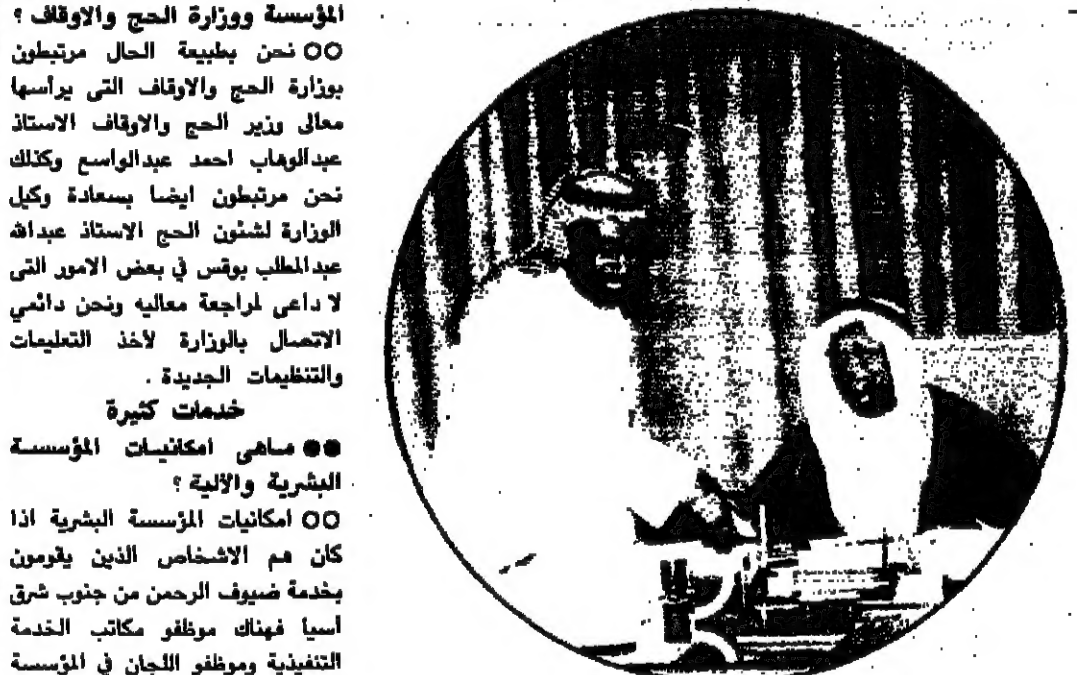 المؤسسة ووزارة الحج والاوقاف ؟
○○ نحن بطبيعة الحال مرتبطون
بوزارة الحج والاوقاف التى يرأسها
معالى وزير الحج والاوقاف الاستاذ
عبدالوهاب احمد عبدالواسع وكذلك
نحن مرتبطون ايضا بسعادة وكيل
الوزارة لشئون الحج الاستاذ عبدالله
عبدالمطلب بوقس في بعض الامور التى
لا داعى لمراجعة معاليه ونحن دائمي
الاتصال بالوزارة لأخذ التعليمات
والتنظيمات الجديدة .
خدمات كثيرة
●● ماهى امكانيات المؤسسة
البشرية والآلية ؟
○○ امكانيات المؤسسة البشرية اذا
كان هم الاشخاص الذين يقومون
بخدمة ضيوف الرحمن من جنوب شرق
آسيا فهناك موظفو مكاتب الخدمة
التنفيذية وموظفو اللجان في المؤسسة